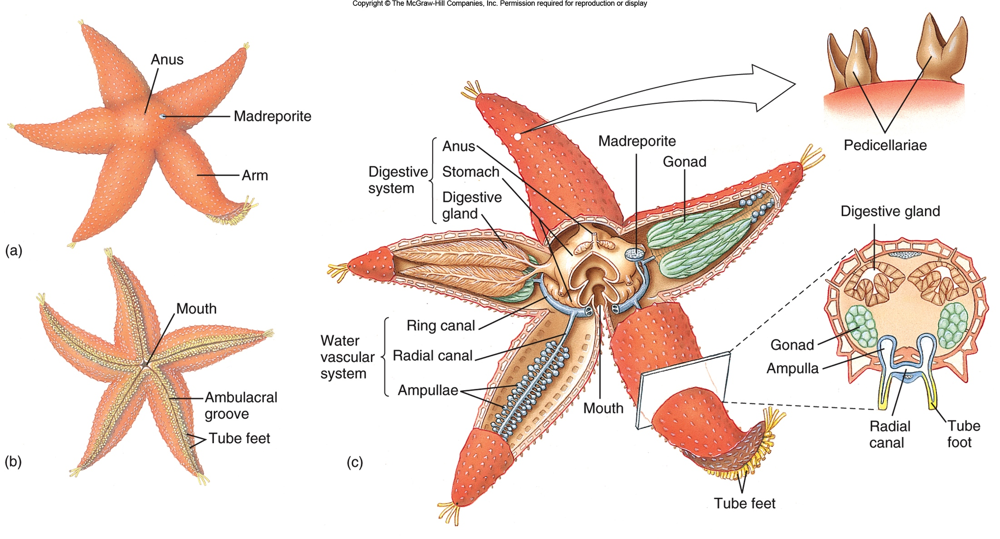 Copyright © The McGraw-Hill Companies, Inc. Permission required for reproduction or display
Anus
Madreporite
Arm
(a)
Mouth
Ambulacral
groove
Tube feet
(b)
Digestive
system
Anus
Stomach
Digestive
gland
Madreporite
Gonad
Water
vascular
system
Ring canal
Radial canal
Ampullae
Mouth
Tube feet
(c)
Pedicellariae
Digestive gland
Gonad
Ampulla
Radial
canal
Tube
foot